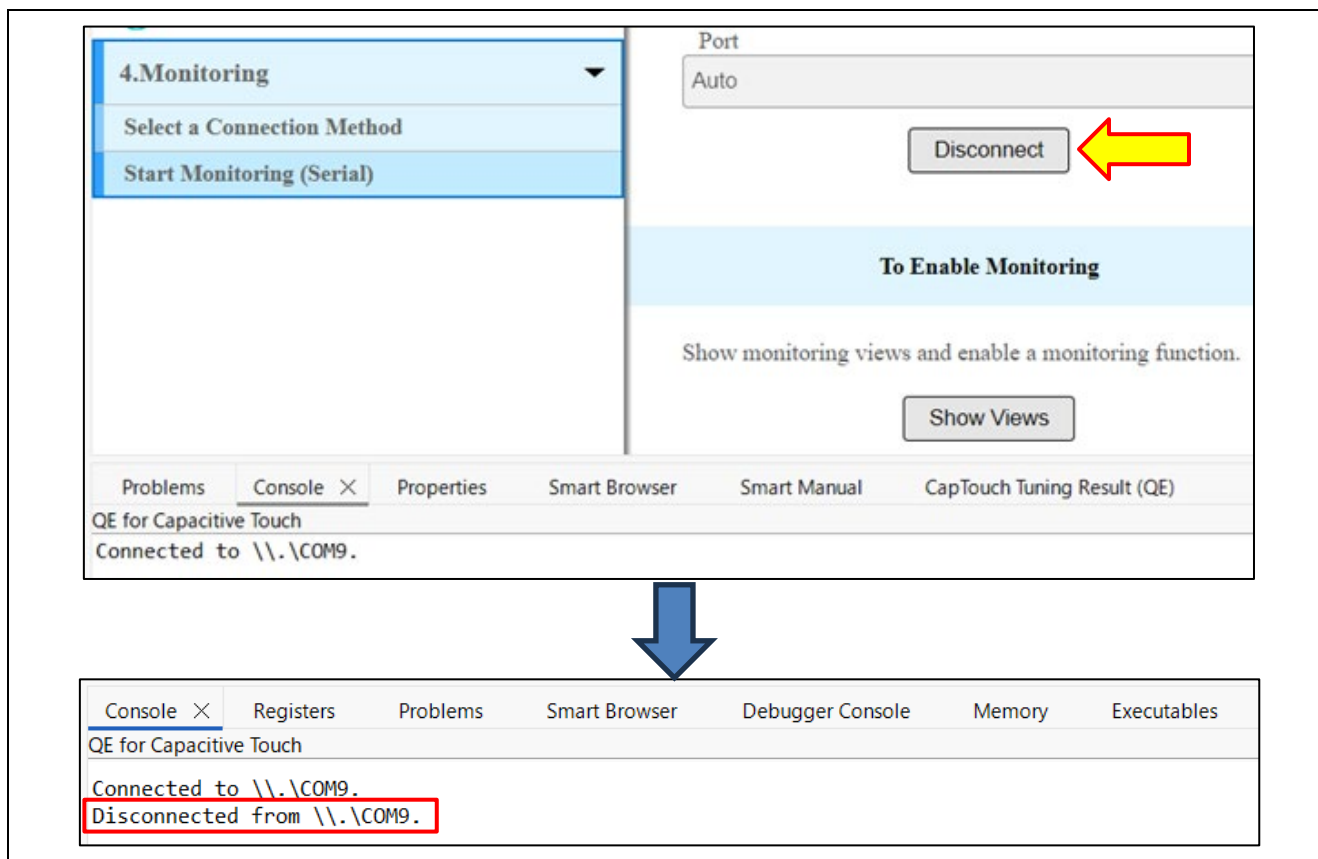 Port
4.Monitoring
Auto
Select a Connection Method
Disconnect
Start Monitoring (Serial)
To Enable Monitoring
Show monitoring views and enable a monitoring function.
Show Views
Problems Console Properties Smart Browser Smart Manual CapTouch Tuning Result (QE)
QE for Capacitive Touch
Connected to \\.\COM9.
Console Registers Problems Smart Browser Debugger Console Memory Executables
QE for Capacitive Touch
Connected to \\.\COM9.
Disconnected from \\.\COM9.